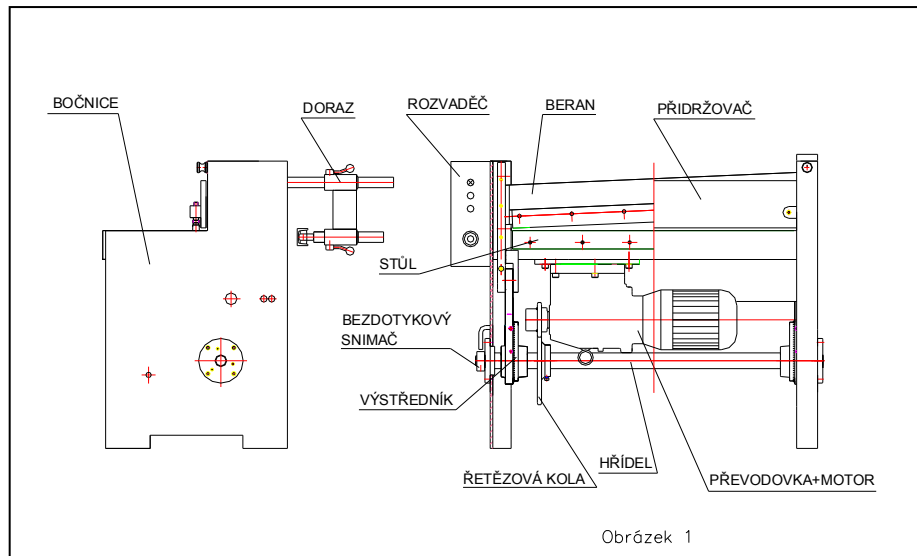 BOČNICE
DORAZ
ROZVADĚČ
BERAN
PŘIDRŽOVAČ
STŮL
BEZDOTYKOVÝ
SNIMAČ
VÝSTŘEDNÍK
ŘETĚZOVÁ KOLA
HŘÍDEL
PŘEVODOVKA+MOTOR
Obrázek 1